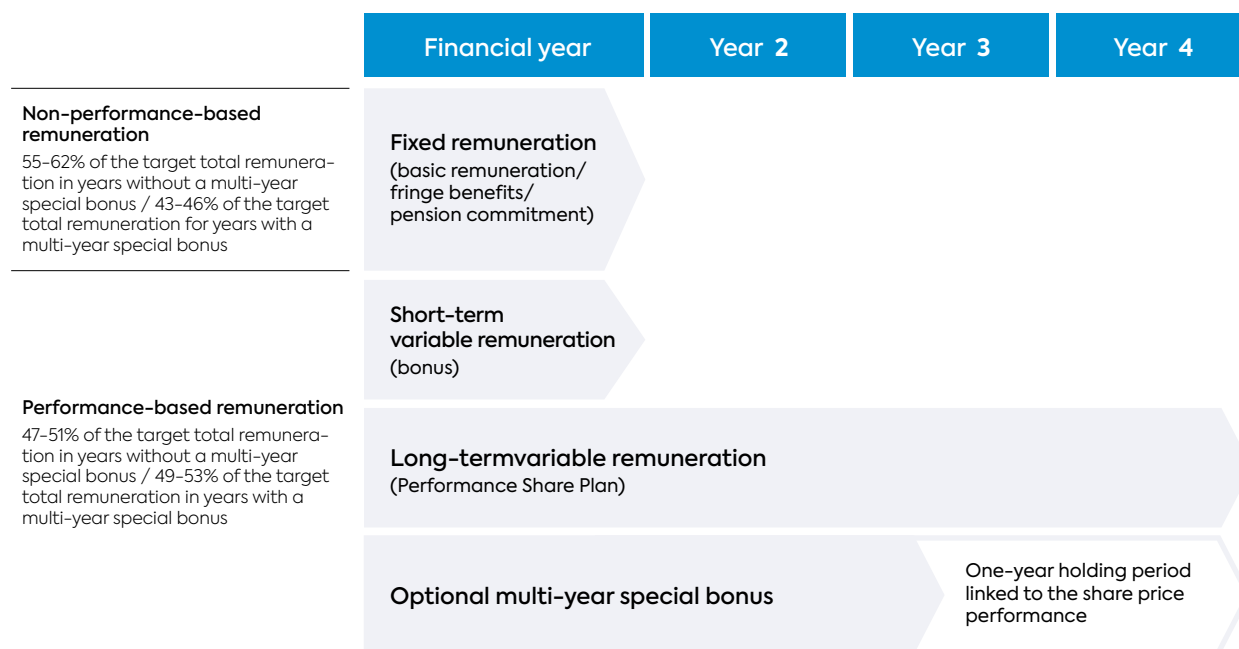 Financial year
Year 2
Year 3
Year 4
Non-performance-based
remuneration
55-62% of the target total remunera-
tion in years without a multi-year
special bonus / 43-46% of the target
total remuneration for years with a
multi-year special bonus
Fixed remuneration
(basic remuneration/
fringe benefits/
pension commitment)
Performance-based remuneration
47-51% of the target total remunera-
tion in years without a multi-year
special bonus / 49-53% of the target
total remuneration in years with a
multi-year special bonus
Short-term
variable remuneration
(bonus)
Long-termvariable remuneration
(Performance Share Plan)
Optional multi-year special bonus
One-year holding period
linked to the share price
performance